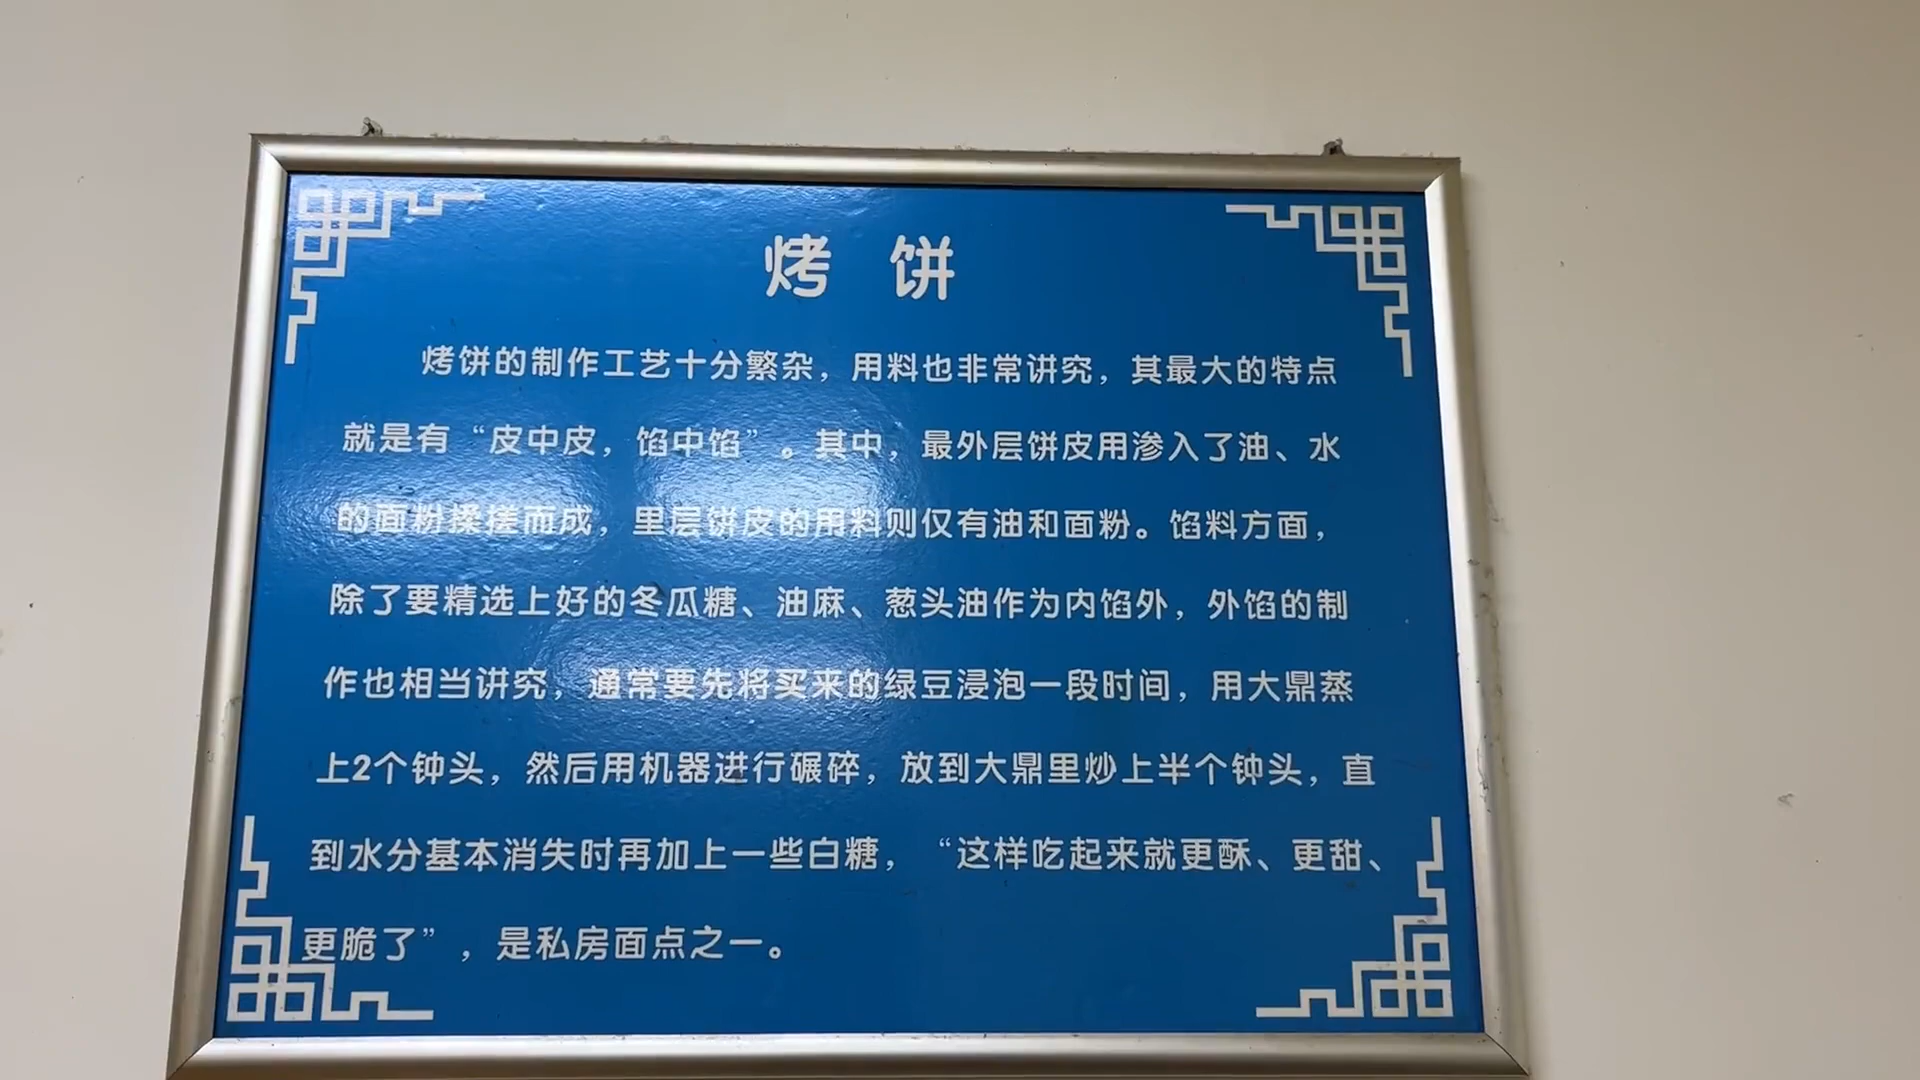 烤 饼
烤饼的制作工艺十分繁杂，用料也非常讲究，其最大的特点
就是有“皮中皮，馅中馅”。其中，最外层饼皮用渗入了油、水
的面粉揉搓而成，里层饼皮的用料则仅有油和面粉。馅料方面，
除了要精选上好的冬瓜糖、油麻、葱头油作为内馅外，外馅的制
作也相当讲究，通常要先将买来的绿豆浸泡一段时间，用大鼎蒸
上2个钟头，然后用机器进行碾碎，放到大鼎里炒上半个钟头，直
到水分基本消失时再加上一些白糖，“这样吃起来就更酥、更甜、
更脆了”，是私房面点之一。